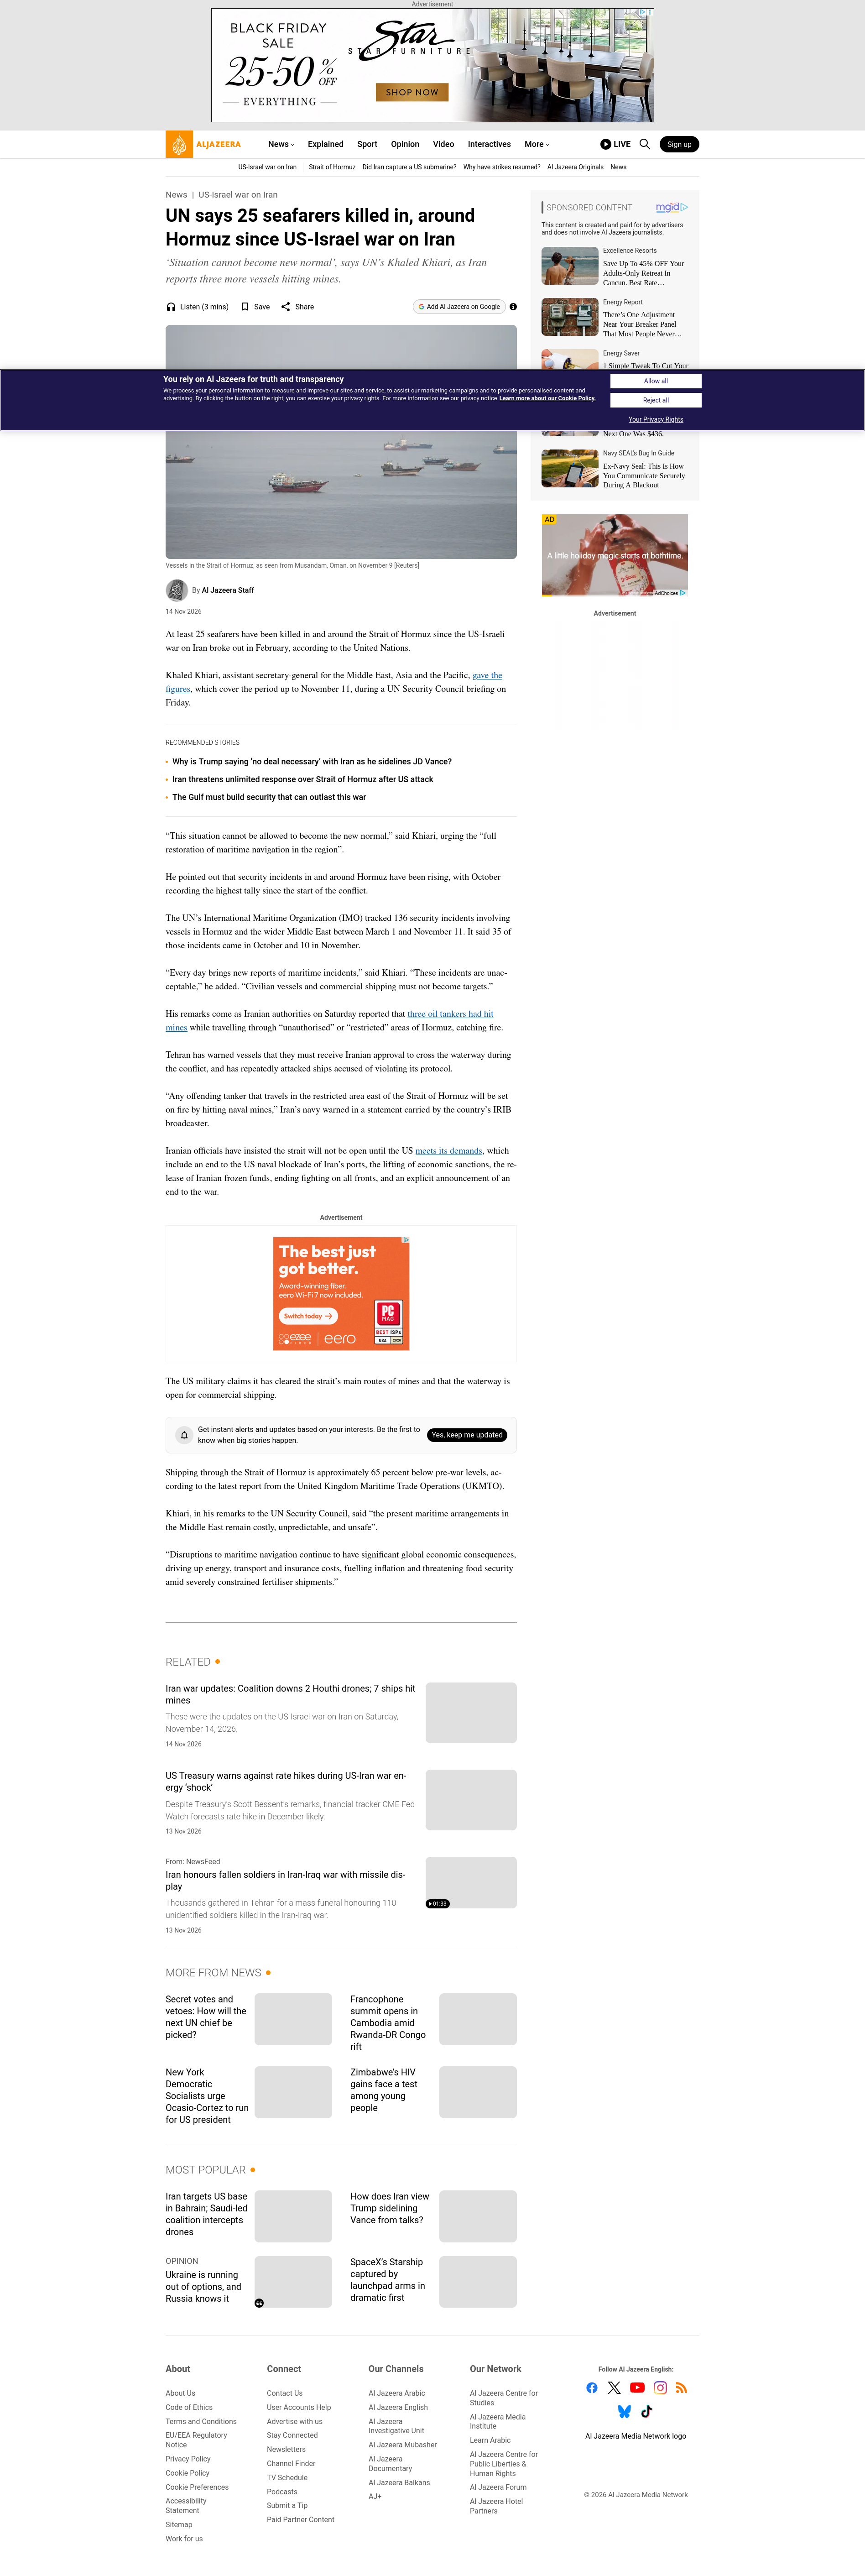 Advertisement
BLACK FRIDAY
SALE
25-50% OFF
EVERYTHING
Star
STAR FURNITURE
SHOP NOW
ALJAZEERA
News
Explained
Sport
Opinion
Video
Interactives
More
LIVE
Sign up
US-Israel war on Iran
Strait of Hormuz
Did Iran capture a US submarine?
Why have strikes resumed?
Al Jazeera Originals
News
News | US-Israel war on Iran
UN says 25 seafarers killed in, around
Hormuz since US-Israel war on Iran
‘Situation cannot become new normal’, says UN’s Khaled Khiari, as Iran
reports three more vessels hitting mines.
Listen (3 mins)
Save
Share
Add Al Jazeera on Google
SPONSORED CONTENT
mgid
This content is created and paid for by advertisers
and does not involve Al Jazeera journalists.
Excellence Resorts
Save Up To 45% OFF Your
Adults-Only Retreat In
Cancun. Best Rate…
Energy Report
There’s One Adjustment
Near Your Breaker Panel
That Most People Never…
Energy Saver
1 Simple Tweak To Cut Your
You rely on Al Jazeera for truth and transparency
We process your personal information to measure and improve our sites and service, to assist our marketing campaigns and to provide personalised content and
advertising. By clicking the button on the right, you can exercise your privacy rights. For more information see our privacy notice Learn more about our Cookie Policy.
Allow all
Reject all
Your Privacy Rights
Next One Was $436.
Navy SEAL's Bug In Guide
Ex-Navy Seal: This Is How
You Communicate Securely
During A Blackout
AD
A little holiday magic starts at bathtime.
AdChoices
Advertisement
Vessels in the Strait of Hormuz, as seen from Musandam, Oman, on November 9 [Reuters]
By Al Jazeera Staff
14 Nov 2026
At least 25 seafarers have been killed in and around the Strait of Hormuz since the US-Israeli
war on Iran broke out in February, according to the United Nations.
Khaled Khiari, assistant secretary-general for the Middle East, Asia and the Pacific, gave the
figures, which cover the period up to November 11, during a UN Security Council briefing on
Friday.
RECOMMENDED STORIES
Why is Trump saying ‘no deal necessary’ with Iran as he sidelines JD Vance?
Iran threatens unlimited response over Strait of Hormuz after US attack
The Gulf must build security that can outlast this war
“This situation cannot be allowed to become the new normal,” said Khiari, urging the “full
restoration of maritime navigation in the region”.
He pointed out that security incidents in and around Hormuz have been rising, with October
recording the highest tally since the start of the conflict.
The UN’s International Maritime Organization (IMO) tracked 136 security incidents involving
vessels in Hormuz and the wider Middle East between March 1 and November 11. It said 35 of
those incidents came in October and 10 in November.
“Every day brings new reports of maritime incidents,” said Khiari. “These incidents are unac-
ceptable,” he added. “Civilian vessels and commercial shipping must not become targets.”
His remarks come as Iranian authorities on Saturday reported that three oil tankers had hit
mines while travelling through “unauthorised” or “restricted” areas of Hormuz, catching fire.
Tehran has warned vessels that they must receive Iranian approval to cross the waterway during
the conflict, and has repeatedly attacked ships accused of violating its protocol.
“Any offending tanker that travels in the restricted area east of the Strait of Hormuz will be set
on fire by hitting naval mines,” Iran’s navy warned in a statement carried by the country’s IRIB
broadcaster.
Iranian officials have insisted the strait will not be open until the US meets its demands, which
include an end to the US naval blockade of Iran’s ports, the lifting of economic sanctions, the re-
lease of Iranian frozen funds, ending fighting on all fronts, and an explicit announcement of an
end to the war.
Advertisement
The best just
got better.
Award-winning fiber.
eero Wi-Fi 7 now included.
Switch today
PC
MAG
BEST ISPs
USA 2026
ezee
FIBER
eero
The US military claims it has cleared the strait’s main routes of mines and that the waterway is
open for commercial shipping.
Get instant alerts and updates based on your interests. Be the first to
know when big stories happen.
Yes, keep me updated
Shipping through the Strait of Hormuz is approximately 65 percent below pre-war levels, ac-
cording to the latest report from the United Kingdom Maritime Trade Operations (UKMTO).
Khiari, in his remarks to the UN Security Council, said “the present maritime arrangements in
the Middle East remain costly, unpredictable, and unsafe”.
“Disruptions to maritime navigation continue to have significant global economic consequences,
driving up energy, transport and insurance costs, fuelling inflation and threatening food security
amid severely constrained fertiliser shipments.”
RELATED
Iran war updates: Coalition downs 2 Houthi drones; 7 ships hit
mines
These were the updates on the US-Israel war on Iran on Saturday,
November 14, 2026.
14 Nov 2026
US Treasury warns against rate hikes during US-Iran war en-
ergy ‘shock’
Despite Treasury’s Scott Bessent’s remarks, financial tracker CME Fed
Watch forecasts rate hike in December likely.
13 Nov 2026
From: NewsFeed
Iran honours fallen soldiers in Iran-Iraq war with missile dis-
play
Thousands gathered in Tehran for a mass funeral honouring 110
unidentified soldiers killed in the Iran-Iraq war.
01:33
13 Nov 2026
MORE FROM NEWS
Secret votes and
vetoes: How will the
next UN chief be
picked?
Francophone
summit opens in
Cambodia amid
Rwanda-DR Congo
rift
New York
Democratic
Socialists urge
Ocasio-Cortez to run
for US president
Zimbabwe’s HIV
gains face a test
among young
people
MOST POPULAR
Iran targets US base
in Bahrain; Saudi-led
coalition intercepts
drones
How does Iran view
Trump sidelining
Vance from talks?
OPINION
Ukraine is running
out of options, and
Russia knows it
SpaceX’s Starship
captured by
launchpad arms in
dramatic first
About
About Us
Code of Ethics
Terms and Conditions
EU/EEA Regulatory
Notice
Privacy Policy
Cookie Policy
Cookie Preferences
Accessibility
Statement
Sitemap
Work for us
Connect
Contact Us
User Accounts Help
Advertise with us
Stay Connected
Newsletters
Channel Finder
TV Schedule
Podcasts
Submit a Tip
Paid Partner Content
Our Channels
Al Jazeera Arabic
Al Jazeera English
Al Jazeera
Investigative Unit
Al Jazeera Mubasher
Al Jazeera
Documentary
Al Jazeera Balkans
AJ+
Our Network
Al Jazeera Centre for
Studies
Al Jazeera Media
Institute
Learn Arabic
Al Jazeera Centre for
Public Liberties &
Human Rights
Al Jazeera Forum
Al Jazeera Hotel
Partners
Follow Al Jazeera English:
Al Jazeera Media Network logo
© 2026 Al Jazeera Media Network